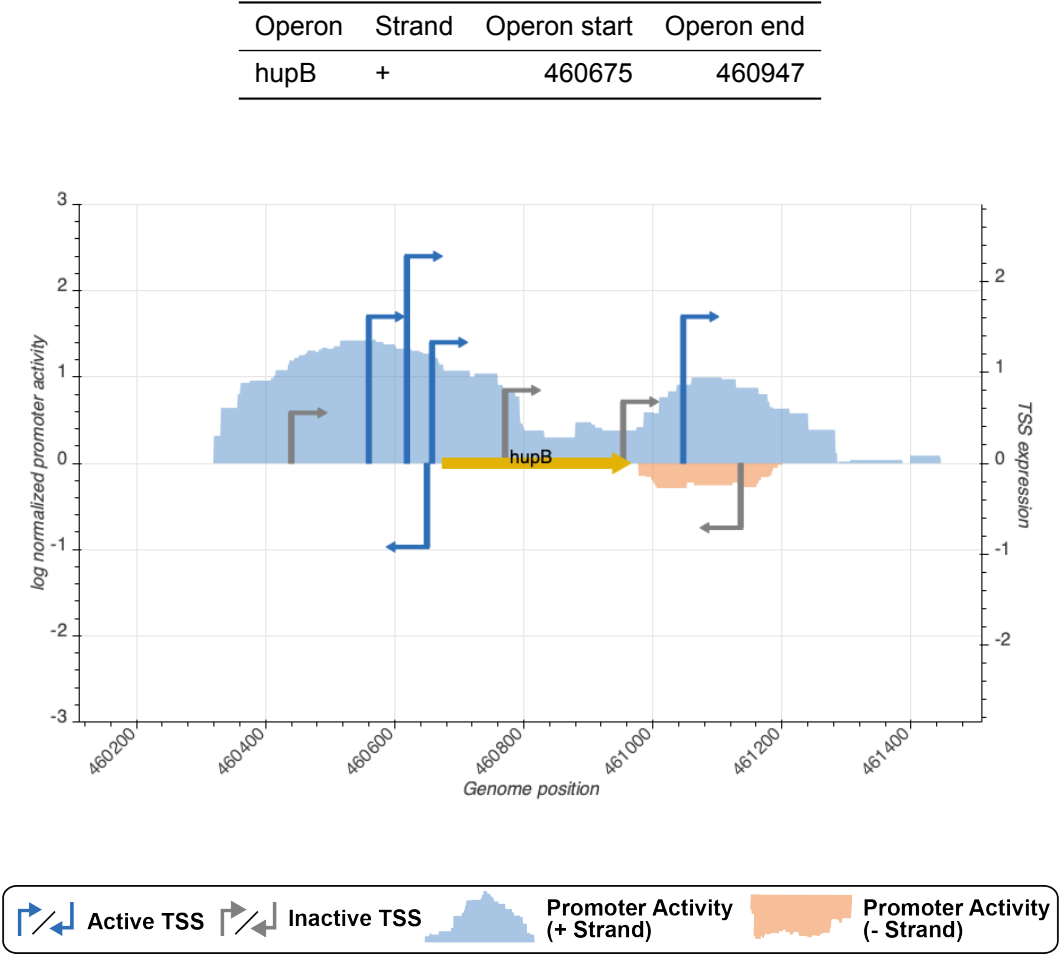 Operon Strand Operon start Operon end
hupB + 460675 460947
3
2
1
0
-1
-2
-3
log normalized promoter activity
2
1
0
-1
-2
TSS expression
hupB
460200 460400 460600 460800 461000 461200 461400
Genome position
Active TSS
Inactive TSS
Promoter Activity
(+ Strand)
Promoter Activity
(- Strand)